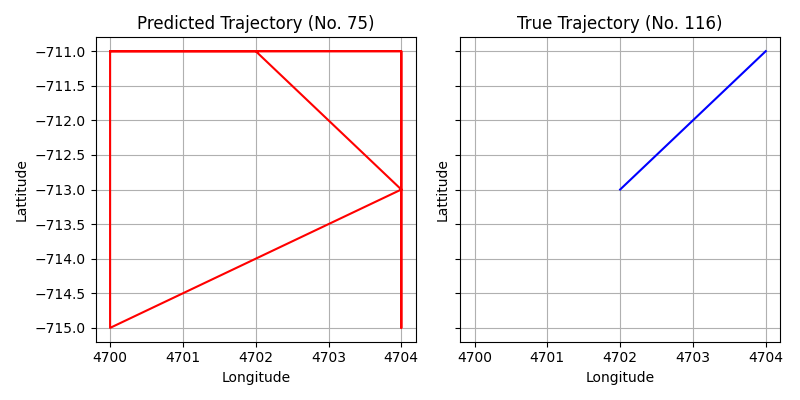 Predicted Trajectory (No. 75)
True Trajectory (No. 116)
−711.0
−711.5
−712.0
−712.5
−713.0
−713.5
−714.0
−714.5
−715.0
Lattitude
Lattitude
4700 4701 4702 4703 4704
4700 4701 4702 4703 4704
Longitude
Longitude